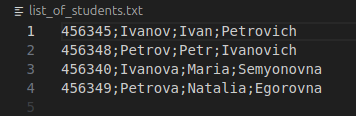 list_of_students.txt
1 456345;Ivanov;Ivan;Petrovich
2 456348;Petrov;Petr;Ivanovich
3 456340;Ivanova;Maria;Semyonovna
4 456349;Petrova;Natalia;Egorovna
5